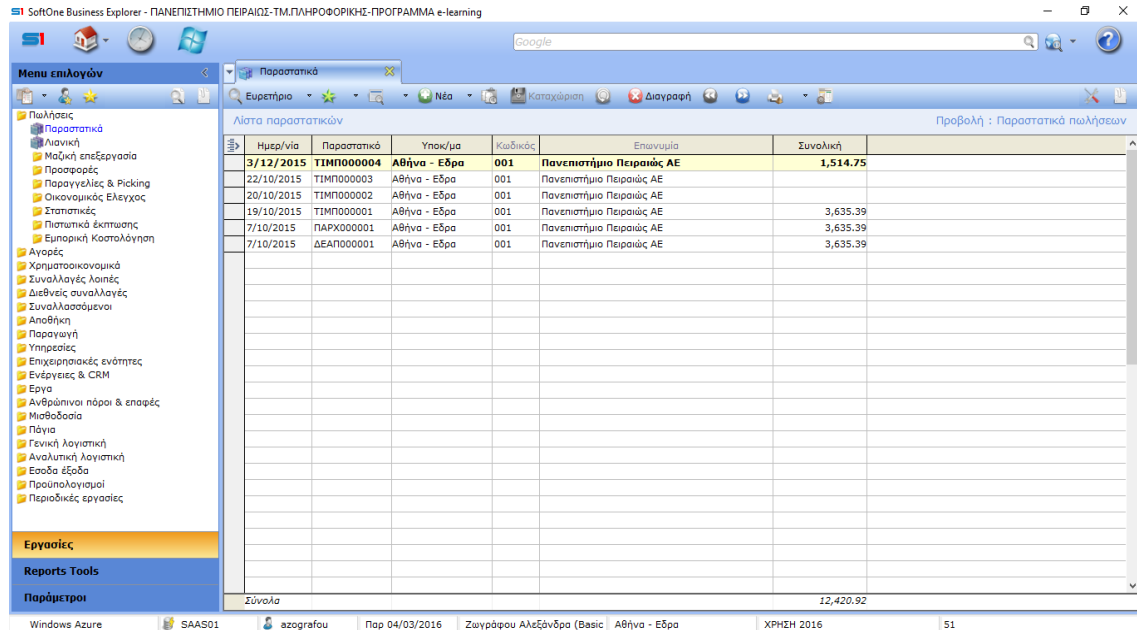 S1 SoftOne Business Explorer - ΠΑΝΕΠΙΣΤΗΜΙΟ ΠΕΙΡΑΙΩΣ-ΤΜ.ΠΛΗΡΟΦΟΡΙΚΗΣ-ΠΡΟΓΡΑΜΜΑ e-learning
S1 Google
Menu επιλογών
Παραστατικά
Ευρετήριο Νέα Καταχώριση Διαγραφή
Λίστα παραστατικών Προβολή : Παραστατικά πωλήσεων
Πωλήσεις
Παραστατικά
Λιανική
Μαζική επεξεργασία
Προσφορές
Παραγγελίες & Picking
Οικονομικός Ελεγχος
Στατιστικές
Πιστωτικά έκπτωσης
Εμπορική Κοστολόγηση
Αγορές
Χρηματοοικονομικά
Συναλλαγές λοιπές
Διεθνείς συναλλαγές
Συναλλασσόμενοι
Αποθήκη
Παραγωγή
Υπηρεσίες
Επιχειρησιακές ενότητες
Ενέργειες & CRM
Εργα
Ανθρώπινοι πόροι & επαφές
Μισθοδοσία
Πάγια
Γενική λογιστική
Αναλυτική λογιστική
Εσοδα έξοδα
Προϋπολογισμοί
Περιοδικές εργασίες
Εργασίες
Reports Tools
Παράμετροι
Ημερ/νία Παραστατικό Υποκ/μα Κωδικός Επωνυμία Συνολική
3/12/2015 ΤΙΜΠ000004 Αθήνα - Εδρα 001 Πανεπιστήμιο Πειραιώς ΑΕ 1,514.75
22/10/2015 ΤΙΜΠ000003 Αθήνα - Εδρα 001 Πανεπιστήμιο Πειραιώς ΑΕ
20/10/2015 ΤΙΜΠ000002 Αθήνα - Εδρα 001 Πανεπιστήμιο Πειραιώς ΑΕ
19/10/2015 ΤΙΜΠ000001 Αθήνα - Εδρα 001 Πανεπιστήμιο Πειραιώς ΑΕ 3,635.39
7/10/2015 ΠΑΡΧ000001 Αθήνα - Εδρα 001 Πανεπιστήμιο Πειραιώς ΑΕ 3,635.39
7/10/2015 ΔΕΑΠ000001 Αθήνα - Εδρα 001 Πανεπιστήμιο Πειραιώς ΑΕ 3,635.39
Σύνολα 12,420.92
Windows Azure SAAS01 azografou Παρ 04/03/2016 Ζωγράφου Αλεξάνδρα (Basic Αθήνα - Εδρα ΧΡΗΣΗ 2016 51